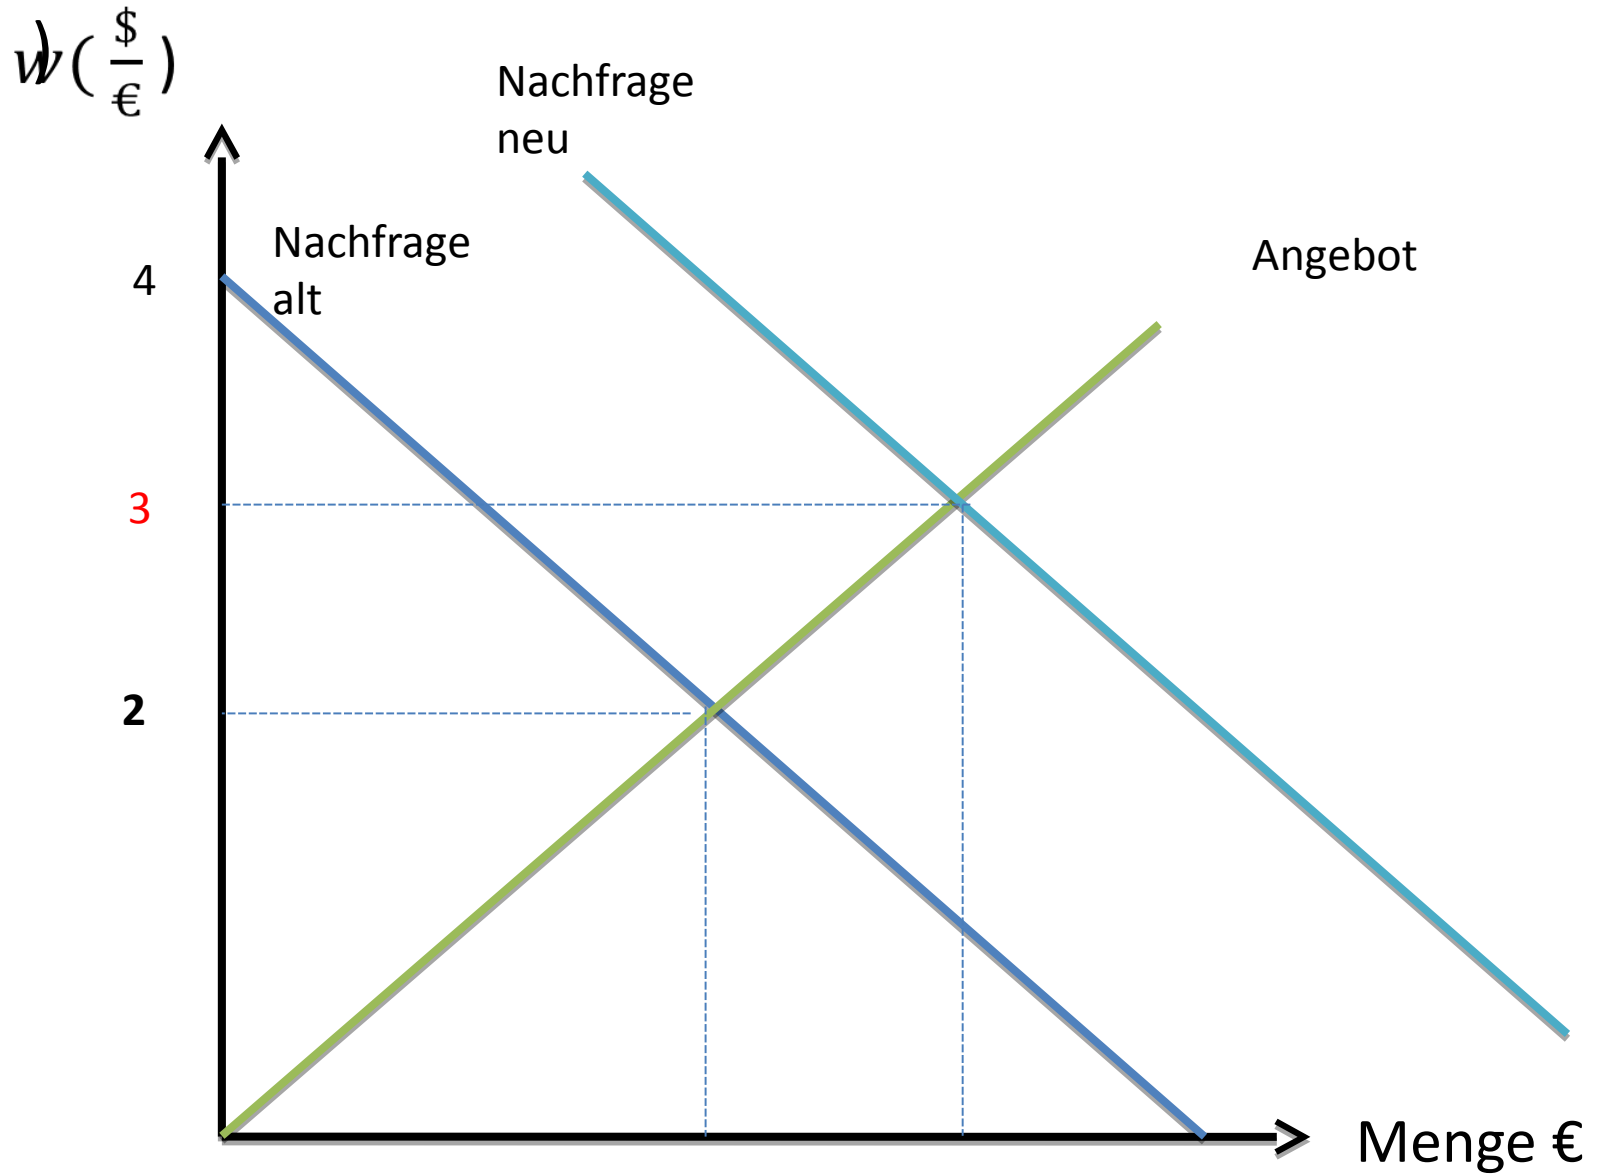 w ( $/€ )
Nachfrage
neu
Nachfrage
alt
Angebot
4
3
2
Menge €